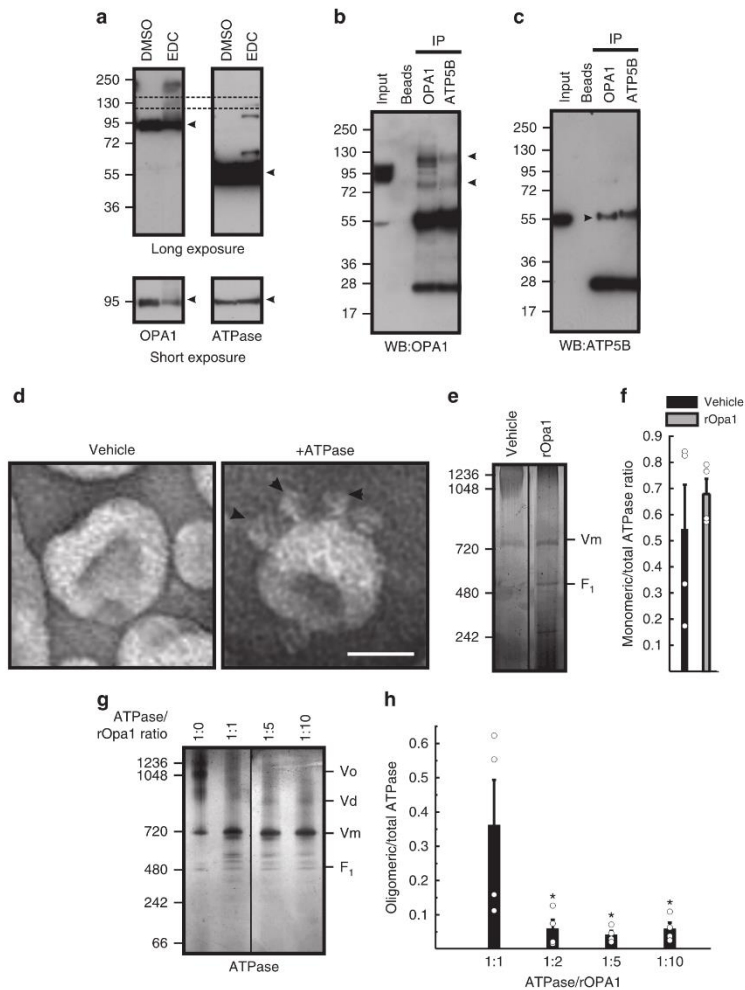 a
DMSO
EDC
DMSO
EDC
250
130
95
72
55
36
Long exposure
95
OPA1
ATPase
Short exposure
b
IP
Input
Beads
OPA1
ATP5B
250
130
95
72
55
36
28
17
WB:OPA1
c
IP
Input
Beads
OPA1
ATP5B
250
130
95
72
55
36
28
17
WB:ATP5B
d
Vehicle
+ATPase
e
Vehicle
rOpa1
1236
1048
720
480
242
Vm
F1
f
Vehicle
rOpa1
Monomeric/total ATPase ratio
0.9
0.8
0.7
0.6
0.5
0.4
0.3
0.2
0.1
g
ATPase/
rOpa1 ratio
1:0
1:1
1:5
1:10
1236
1048
720
480
242
66
Vo
Vd
Vm
F1
ATPase
h
Oligomeric/total ATPase
0.6
0.5
0.4
0.3
0.2
0.1
*
*
*
1:1
1:2
1:5
1:10
ATPase/rOPA1